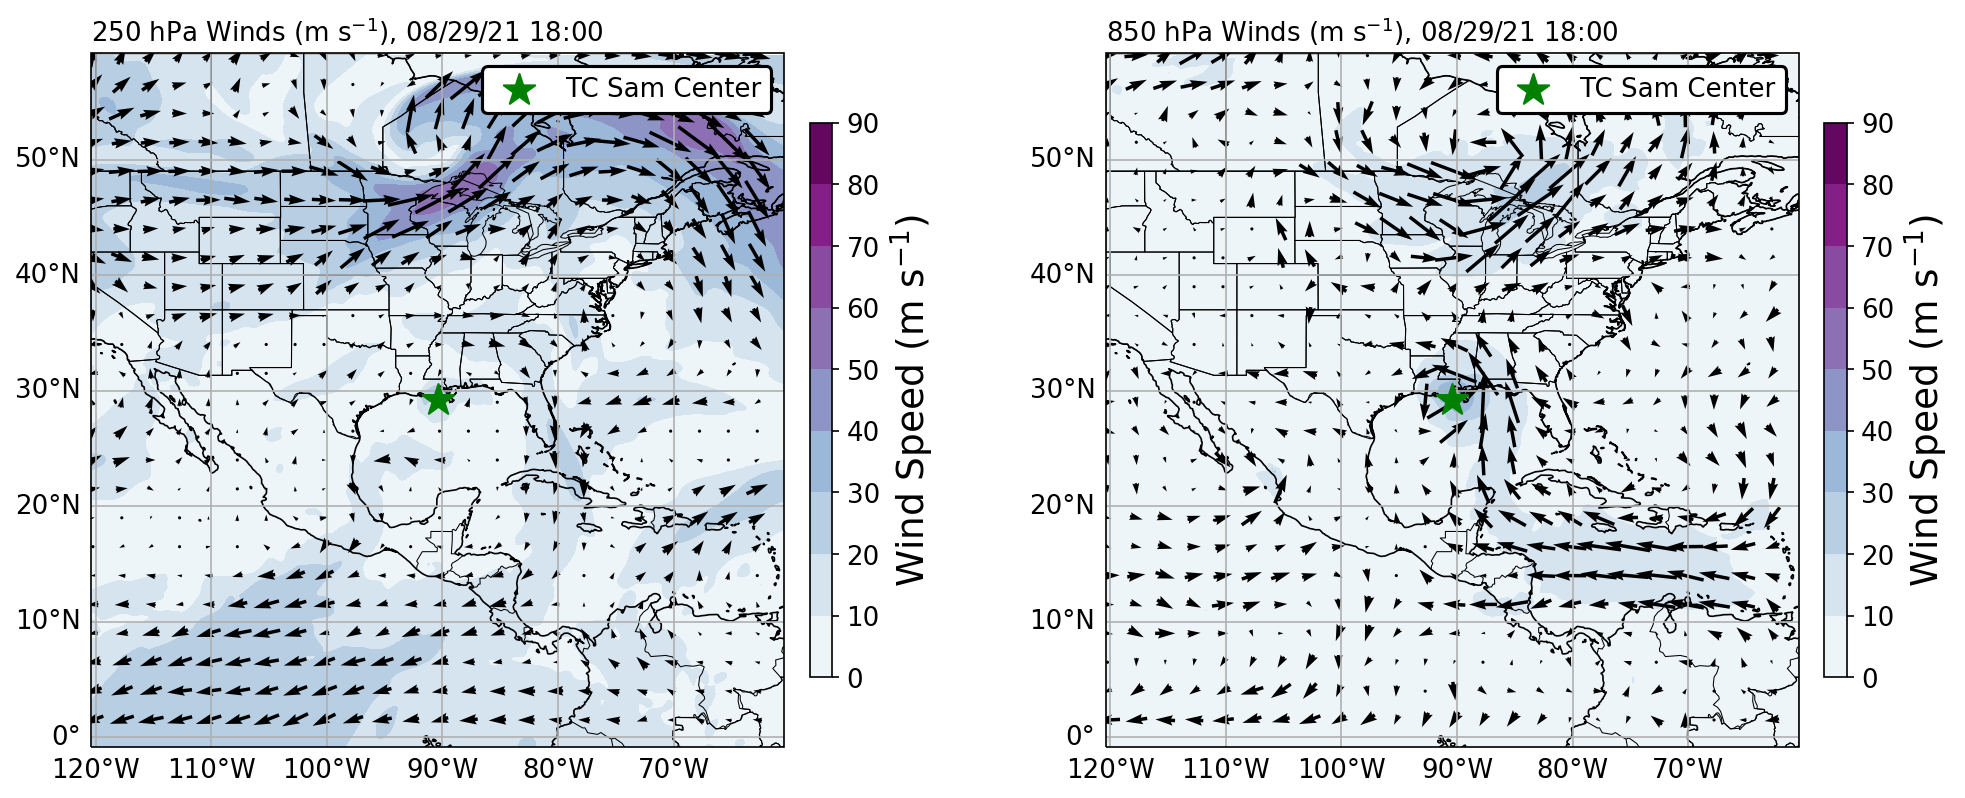 250 hPa Winds (m s⁻¹), 08/29/21 18:00
TC Sam Center
50°N
40°N
30°N
20°N
10°N
0°
120°W 110°W 100°W 90°W 80°W 70°W
90
80
70
60
50
40
30
20
10
0
Wind Speed (m s⁻¹)
850 hPa Winds (m s⁻¹), 08/29/21 18:00
TC Sam Center
50°N
40°N
30°N
20°N
10°N
0°
120°W 110°W 100°W 90°W 80°W 70°W
90
80
70
60
50
40
30
20
10
0
Wind Speed (m s⁻¹)